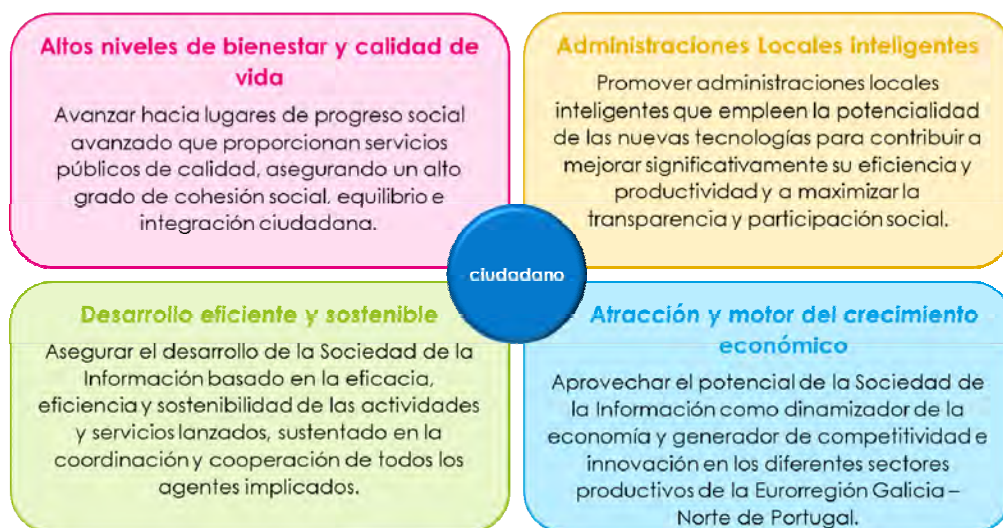 Altos niveles de bienestar y calidad de
vida
Avanzar hacia lugares de progreso social
avanzado que proporcionan servicios
públicos de calidad, asegurando un alto
grado de cohesión social, equilibrio e
integración ciudadana.
Administraciones Locales inteligentes
Promover administraciones locales
inteligentes que empleen la potencialidad
de las nuevas tecnologías para contribuir a
mejorar significativamente su eficiencia y
productividad y a maximizar la
transparencia y participación social.
ciudadano
Desarrollo eficiente y sostenible
Asegurar el desarrollo de la Sociedad de la
Información basado en la eficacia,
eficiencia y sostenibilidad de las actividades
y servicios lanzados, sustentado en la
coordinación y cooperación de todos los
agentes implicados.
Atracción y motor del crecimiento
económico
Aprovechar el potencial de la Sociedad de
la Información como dinamizador de la
economía y generador de competitividad e
innovación en los diferentes sectores
productivos de la Eurorregión Galicia –
Norte de Portugal.